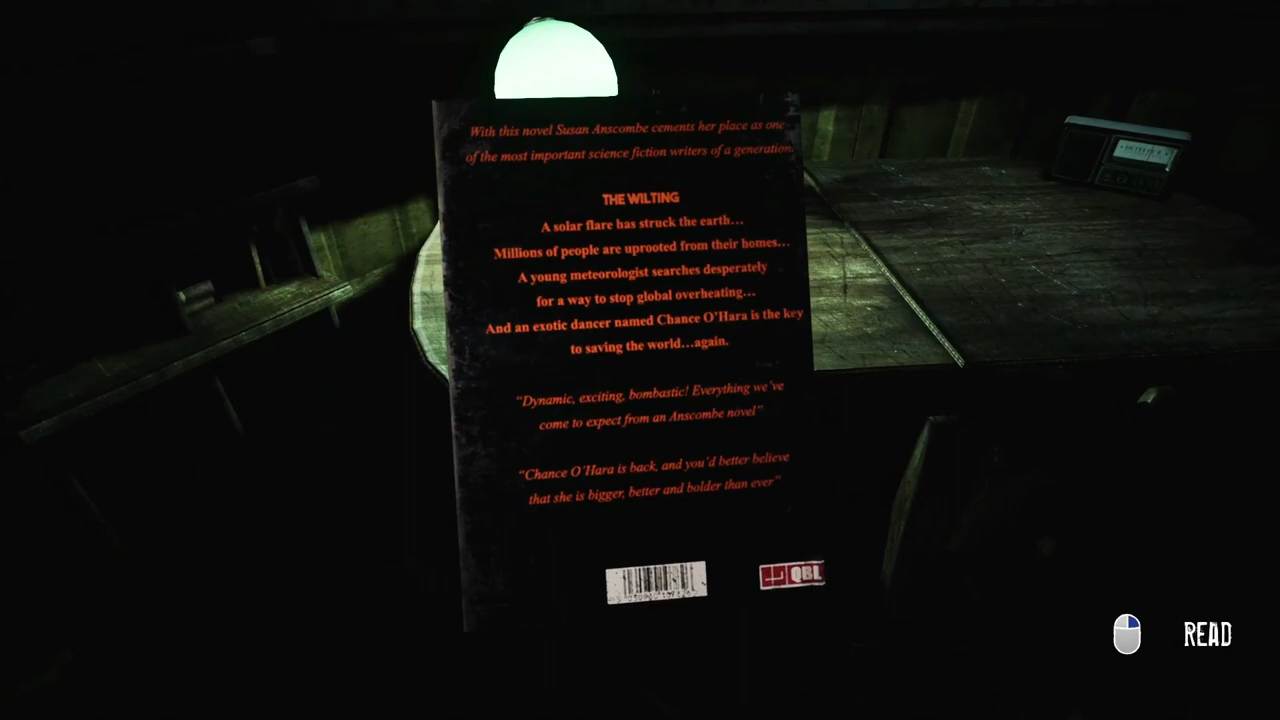 With this novel Susan Anscombe cements her place as one
of the most important science fiction writers of a generation.
THE WILTING
A solar flare has struck the earth…
Millions of people are uprooted from their homes…
A young meteorologist searches desperately
for a way to stop global overheating…
And an exotic dancer named Chance O'Hara is the key
to saving the world…again.
"Dynamic, exciting, bombastic! Everything we've
come to expect from an Anscombe novel"
"Chance O'Hara is back, and you'd better believe
that she is bigger, better and bolder than ever"
QBL
READ